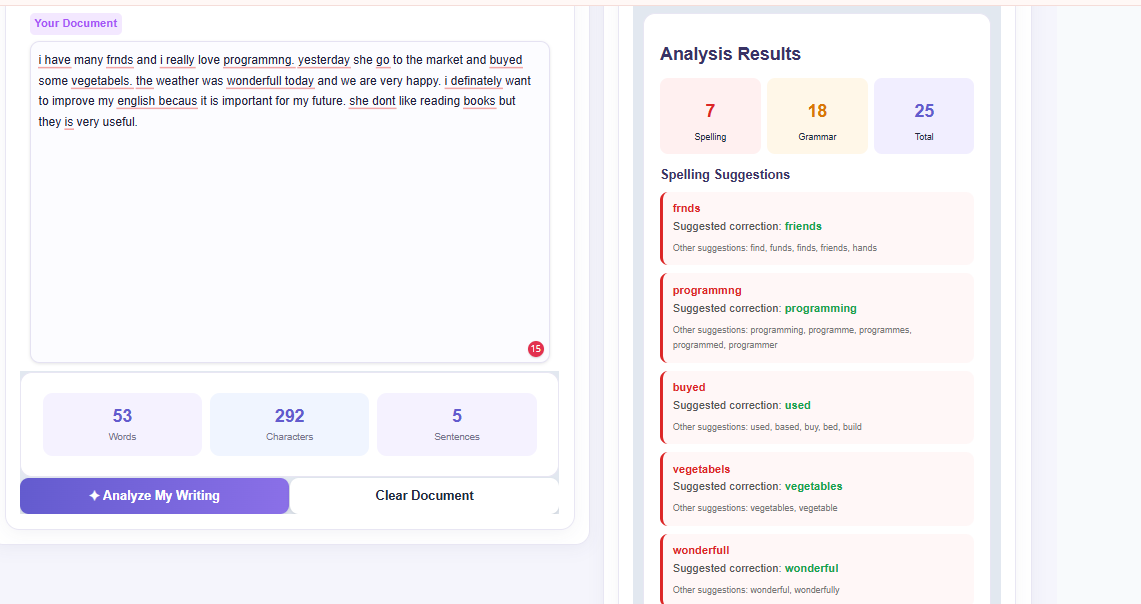 Your Document
i have many frnds and i really love programmng. yesterday she go to the market and buyed
some vegetabels. the weather was wonderfull today and we are very happy. i definately want
to improve my english becaus it is important for my future. she dont like reading books but
they is very useful.
15
53
Words
292
Characters
5
Sentences
✦ Analyze My Writing
Clear Document
Analysis Results
7
Spelling
18
Grammar
25
Total
Spelling Suggestions
frnds
Suggested correction: friends
Other suggestions: find, funds, finds, friends, hands
programmng
Suggested correction: programming
Other suggestions: programming, programme, programmes,
programmed, programmer
buyed
Suggested correction: used
Other suggestions: used, based, buy, bed, build
vegetabels
Suggested correction: vegetables
Other suggestions: vegetables, vegetable
wonderfull
Suggested correction: wonderful
Other suggestions: wonderful, wonderfully